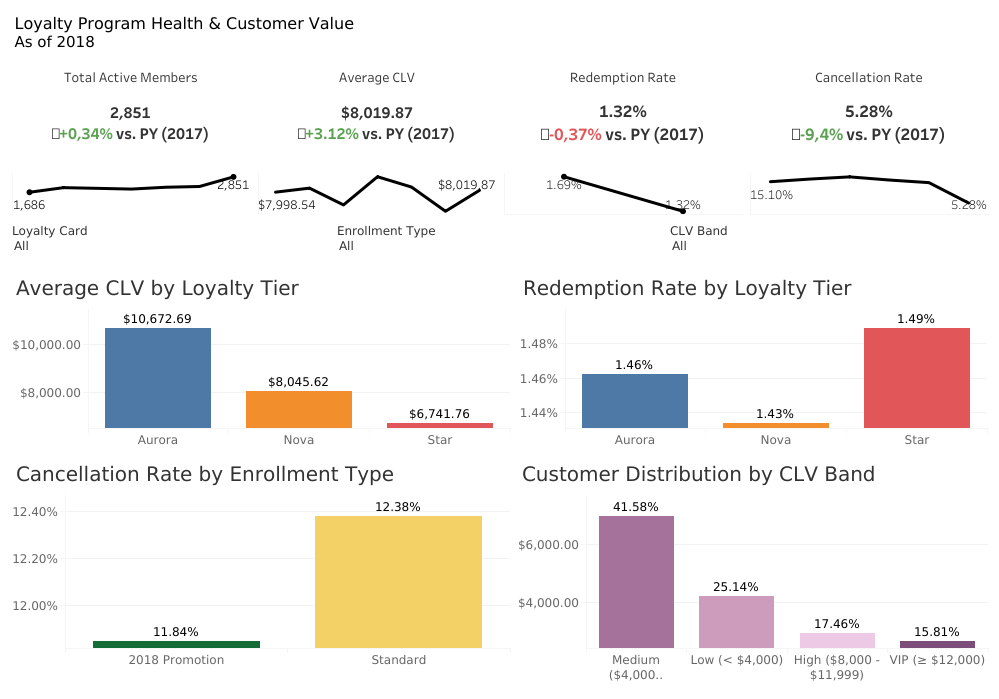 Loyalty Program Health & Customer Value
As of 2018
Total Active Members
2,851
+0,34% vs. PY (2017)
1,686
2,851
Average CLV
$8,019.87
+3.12% vs. PY (2017)
$7,998.54
$8,019.87
Redemption Rate
1.32%
-0,37% vs. PY (2017)
1.69%
1.32%
Cancellation Rate
5.28%
-9,4% vs. PY (2017)
15.10%
5.28%
Loyalty Card
All
Enrollment Type
All
CLV Band
All
Average CLV by Loyalty Tier
$10,000.00
$8,000.00
$10,672.69
$8,045.62
$6,741.76
Aurora
Nova
Star
Redemption Rate by Loyalty Tier
1.48%
1.46%
1.44%
1.46%
1.43%
1.49%
Aurora
Nova
Star
Cancellation Rate by Enrollment Type
12.40%
12.20%
12.00%
11.84%
12.38%
2018 Promotion
Standard
Customer Distribution by CLV Band
$6,000.00
$4,000.00
41.58%
25.14%
17.46%
15.81%
Medium
($4,000..
Low (< $4,000)
High ($8,000 -
$11,999)
VIP (≥ $12,000)